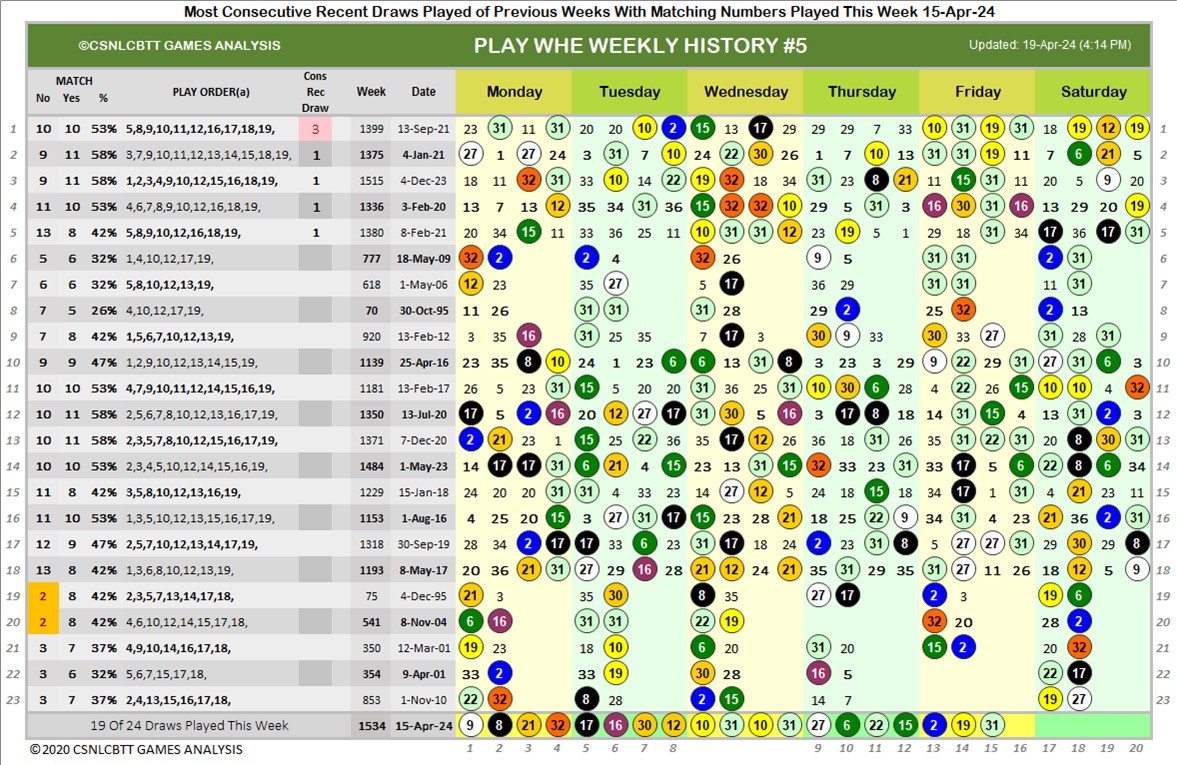 Most Consecutive Recent Draws Played of Previous Weeks With Matching Numbers Played This Week 15-Apr-24
©CSNLCBTT GAMES ANALYSIS PLAY WHE WEEKLY HISTORY #5 Updated: 19-Apr-24 (4:14 PM)
No MATCH Yes % PLAY ORDER(a) Cons Rec Draw Week Date Monday Tuesday Wednesday Thursday Friday Saturday
1 10 10 53% 5,8,9,10,11,12,16,17,18,19, 3 1399 13-Sep-21 23 31 11 31 20 20 10 2 15 13 17 29 29 29 7 33 10 31 19 31 18 19 12 19 1
2 9 11 58% 3,7,9,10,11,12,13,14,15,18,19, 1 1372 4-Jan-21 27 1 27 24 3 31 7 10 24 22 30 26 1 7 10 13 31 31 19 11 7 6 21 5 2
3 9 11 58% 1,2,3,4,9,10,12,15,16,18,19, 1 1515 4-Dec-23 18 11 32 31 33 10 14 22 19 32 18 34 31 23 8 21 11 15 31 11 20 5 9 20 3
4 11 10 53% 4,6,7,8,9,10,12,16,18,19, 1 1336 3-Feb-20 13 7 13 12 35 34 31 36 15 32 32 10 29 5 31 3 16 30 31 16 13 29 20 19 4
5 13 8 42% 5,8,9,10,12,16,18,19, 1 1380 8-Feb-21 20 34 15 11 33 36 25 11 10 31 31 12 23 19 5 1 29 18 31 34 17 36 17 31 5
6 5 6 32% 1,4,10,12,17,19, 777 18-May-09 32 2 2 4 32 26 9 5 31 31 2 31 6
7 6 6 32% 5,8,10,12,13,19, 618 1-May-06 12 23 35 27 5 17 36 29 31 31 11 31 7
8 7 5 26% 4,10,12,17,19, 70 30-Oct-95 11 26 31 31 31 28 29 2 25 32 2 13 8
9 7 8 42% 1,5,6,7,10,12,13,19, 920 13-Feb-12 3 35 16 31 25 35 7 17 3 30 9 33 30 33 27 31 28 31 9
10 9 9 47% 1,2,9,10,12,13,14,15,19, 1139 25-Apr-16 23 35 8 10 24 1 23 6 6 13 31 8 3 23 3 29 9 22 29 31 27 31 6 3 10
11 10 10 53% 4,7,9,10,11,12,14,15,16,19, 1181 13-Feb-17 26 5 23 31 15 5 20 20 31 26 25 31 10 30 6 28 4 22 26 15 10 10 4 32 11
12 10 11 58% 2,5,6,7,8,10,12,13,16,17,19, 1350 13-Jul-20 17 3 2 16 20 12 27 17 31 30 5 16 3 17 8 18 14 31 15 4 13 31 2 3 12
13 10 11 58% 2,3,5,7,8,10,12,15,16,17,19, 1371 7-Dec-20 2 21 23 1 15 25 22 36 35 17 12 26 36 18 31 26 35 31 22 31 20 8 30 31 13
14 10 10 53% 2,3,4,5,10,12,14,15,16,19, 1484 1-May-23 14 17 17 31 6 21 4 15 23 13 31 15 32 33 23 31 33 17 5 6 22 8 6 34 14
15 11 8 42% 3,5,8,10,12,13,16,19, 1229 15-Jan-18 24 20 20 31 31 4 33 23 14 27 12 5 24 18 15 18 34 17 1 31 4 21 23 11 15
16 11 10 53% 1,3,5,10,12,13,15,16,17,19, 1153 1-Aug-16 4 25 20 15 3 27 31 17 15 23 28 21 18 25 22 9 34 31 4 23 21 36 2 31 16
17 12 9 47% 2,5,7,10,12,13,14,17,19, 1315 9-Sep-19 28 34 2 17 17 33 6 23 31 17 18 24 2 23 31 8 5 27 27 31 29 30 29 8 17
18 13 8 42% 1,3,6,8,10,12,13,19, 1193 8-May-17 20 36 21 31 27 29 16 28 21 12 24 21 35 31 29 35 31 27 11 26 18 12 5 9 18
19 2 8 42% 2,3,5,7,13,14,17,18, 75 4-Dec-95 21 3 35 30 8 35 27 17 2 3 19 6 19
20 2 8 42% 4,6,10,12,14,15,17,18, 541 8-Nov-04 6 16 31 31 22 19 32 20 28 2 20
21 3 7 37% 4,9,10,14,16,17,18, 350 12-Mar-01 19 23 18 10 6 20 31 20 15 2 20 32 21
22 3 6 32% 5,6,7,15,17,18, 354 9-Apr-01 33 2 33 19 30 28 16 5 22 17 22
23 3 7 37% 2,4,13,15,16,17,18, 853 1-Nov-10 22 32 8 28 2 15 14 7 19 27 23
19 Of 24 Draws Played This Week 1534 15-Apr-24 9 8 21 32 17 16 30 12 10 31 10 31 27 6 22 15 2 19 31
©2020 CSNLCBTT GAMES ANALYSIS 1 2 3 4 5 6 7 8 9 10 11 12 13 14 15 16 17 18 19 20